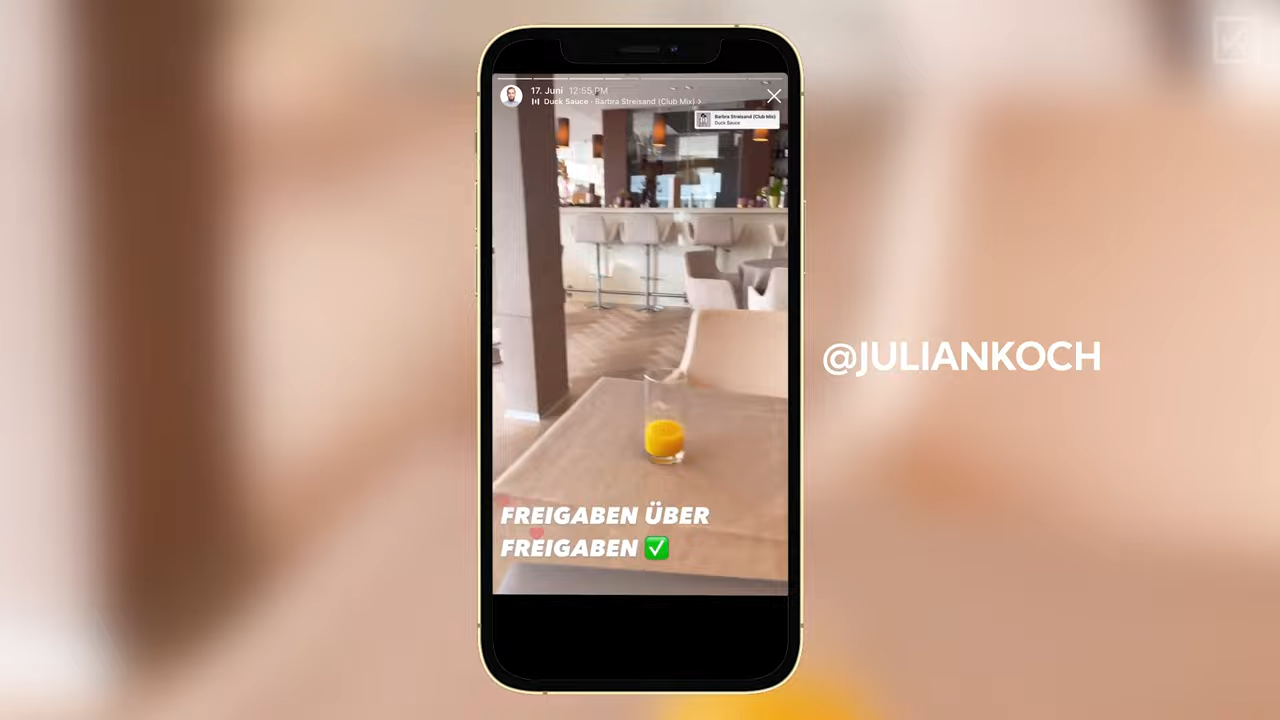 17. Juni 12:55 PM
Duck Sauce · Barbra Streisand (Club Mix) >
Barbra Streisand (Club Mix)
Duck Sauce
@JULIANKOCH
FREIGABEN ÜBER
FREIGABEN ✅